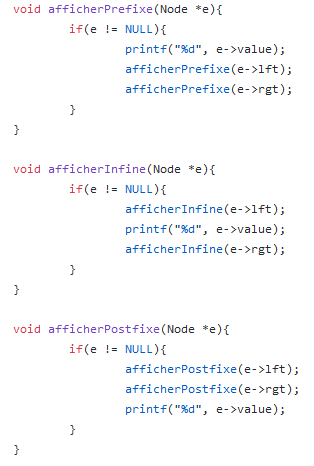 void afficherPrefixe(Node *e){
        if(e != NULL){
                printf("%d", e->value);
                afficherPrefixe(e->lft);
                afficherPrefixe(e->rgt);
        }
}

void afficherInfine(Node *e){
        if(e != NULL){
                afficherInfine(e->lft);
                printf("%d", e->value);
                afficherInfine(e->rgt);
        }
}

void afficherPostfixe(Node *e){
        if(e != NULL){
                afficherPostfixe(e->lft);
                afficherPostfixe(e->rgt);
                printf("%d", e->value);
        }
}